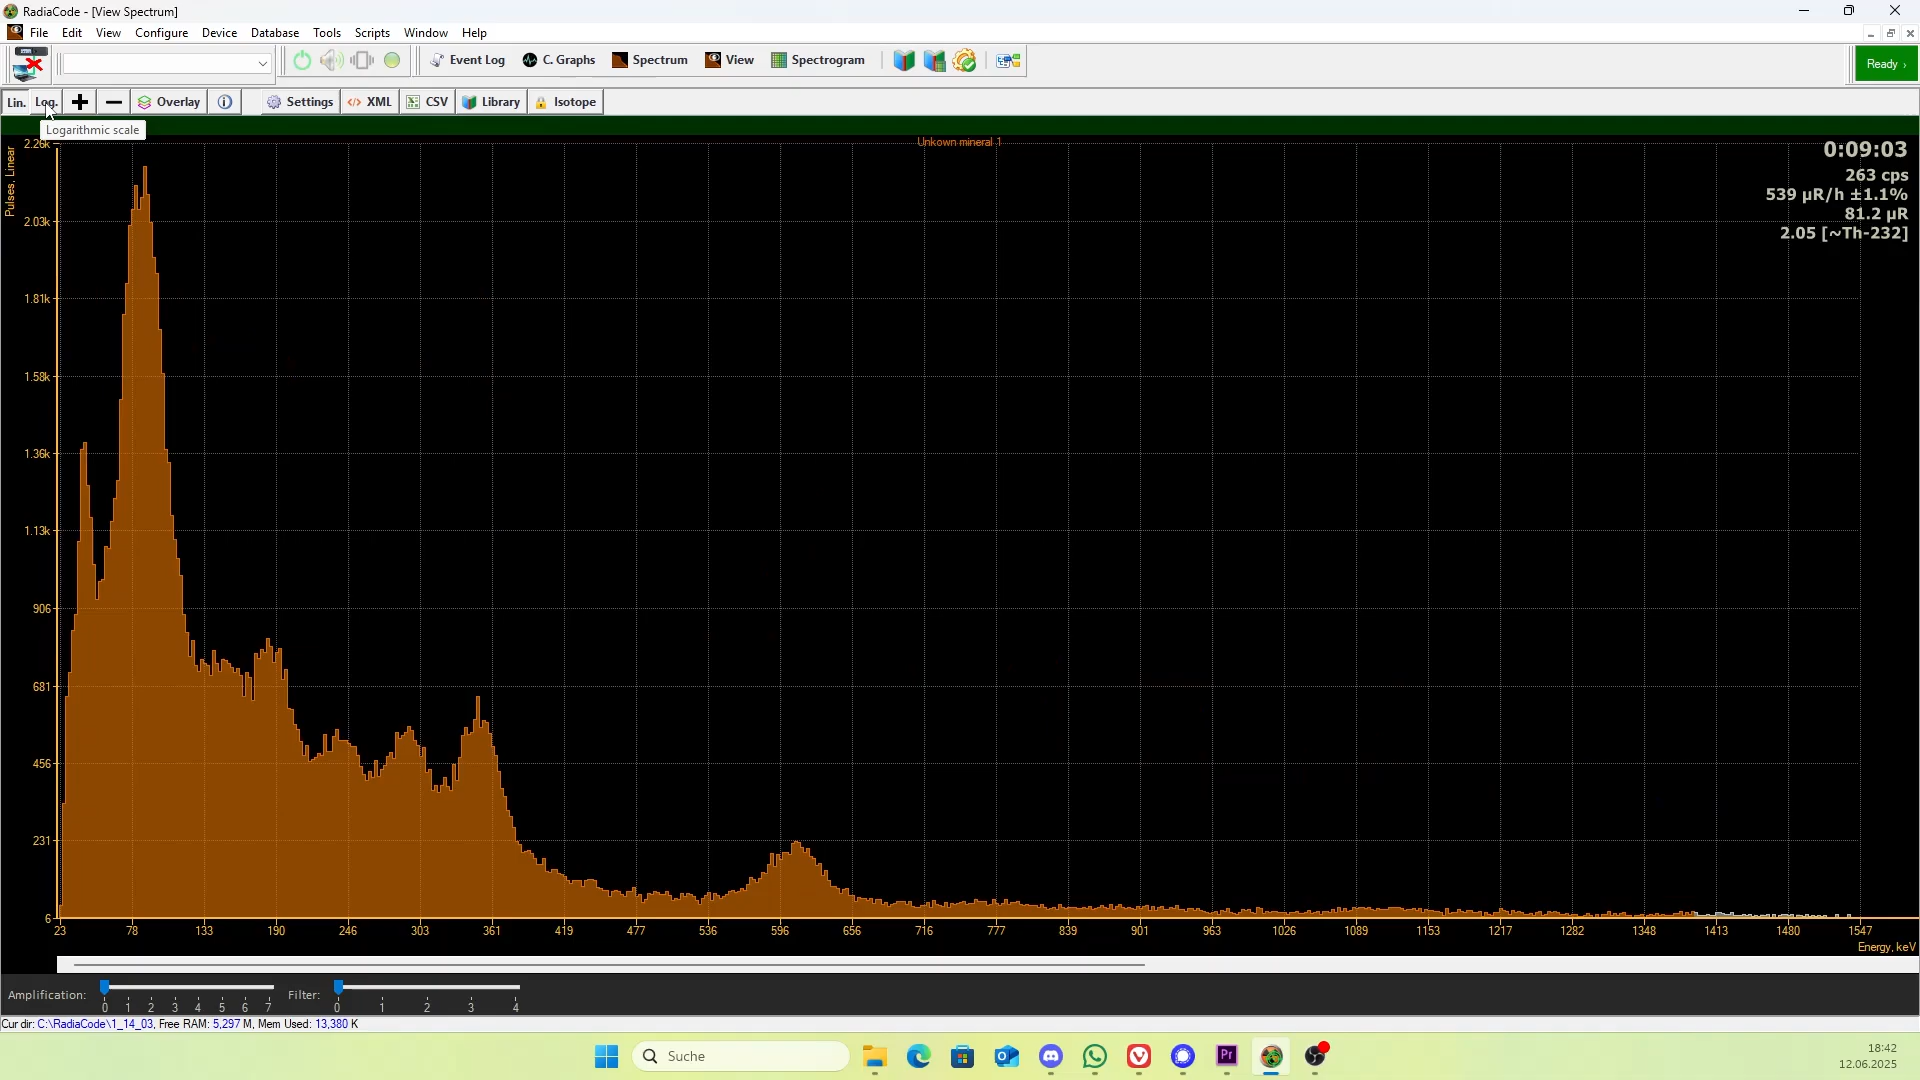 RadiaCode - [View Spectrum]
File Edit View Configure Device Database Tools Scripts Window Help
Event Log C. Graphs Spectrum View Spectrogram Ready ›
Lin. Log. Overlay Settings XML CSV Library Isotope
Logarithmic scale
Unkown mineral 1
0:09:03
263 cps
539 µR/h ±1.1%
81.2 µR
2.05 [~Th-232]
Pulses, Linear
2.26k
2.03k
1.81k
1.58k
1.36k
1.13k
906
681
456
231
6
23 78 133 190 246 303 361 419 477 536 596 656 716 777 839 901 963 1026 1089 1153 1217 1282 1348 1413 1480 1547
Energy, keV
Amplification: 0 1 2 3 4 5 6 7 Filter: 0 1 2 3 4
Cur dir: C:\RadiaCode\1_14_03, Free RAM: 5,297 M, Mem Used: 13,380 K
Suche
Pr
18:42
12.06.2025